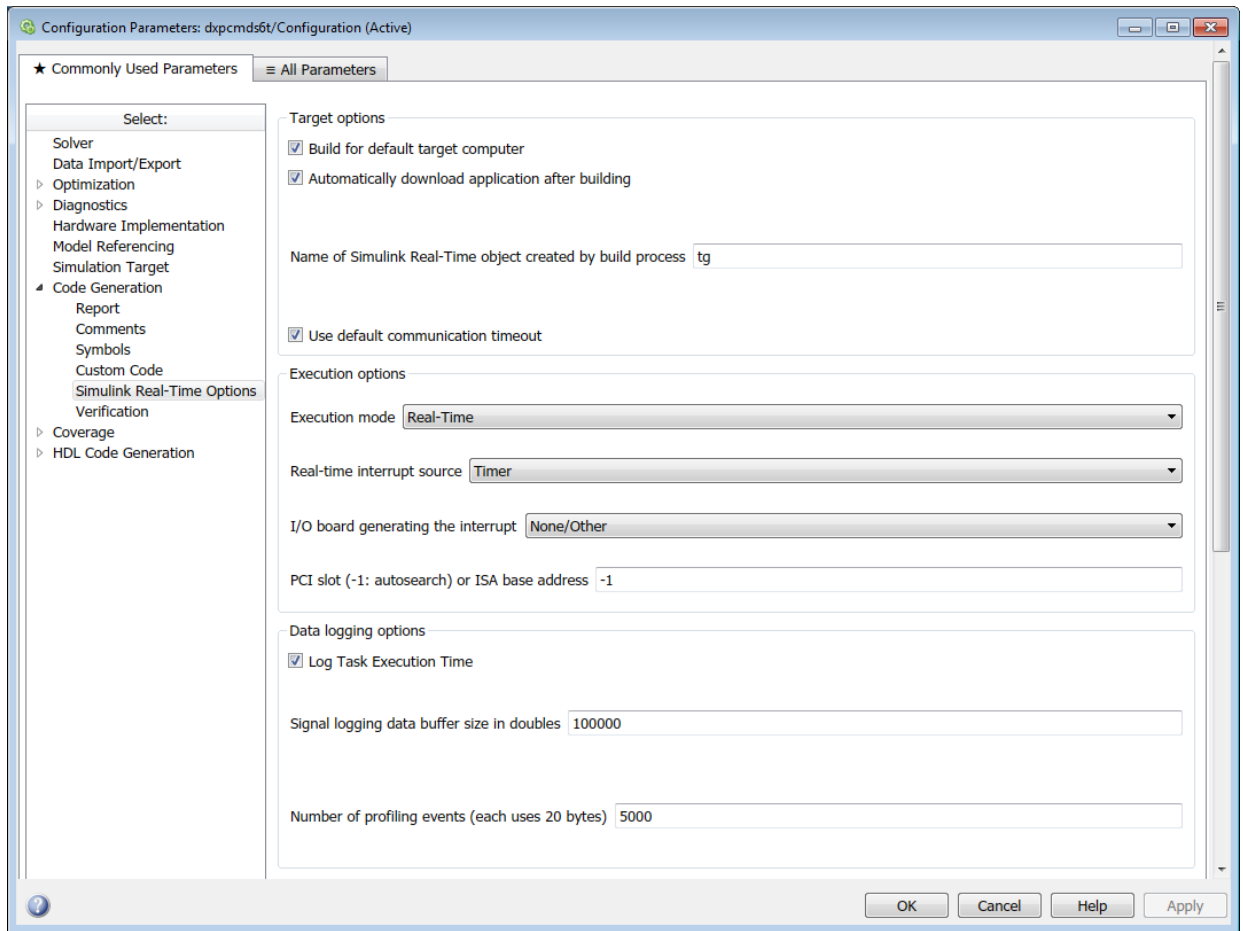 Configuration Parameters: dxpcmds6t/Configuration (Active)
★ Commonly Used Parameters
≡ All Parameters
Select:
Solver
Data Import/Export
Optimization
Diagnostics
Hardware Implementation
Model Referencing
Simulation Target
Code Generation
Report
Comments
Symbols
Custom Code
Simulink Real-Time Options
Verification
Coverage
HDL Code Generation
Target options
Build for default target computer
Automatically download application after building
Name of Simulink Real-Time object created by build process tg
Use default communication timeout
Execution options
Execution mode Real-Time
Real-time interrupt source Timer
I/O board generating the interrupt None/Other
PCI slot (-1: autosearch) or ISA base address -1
Data logging options
Log Task Execution Time
Signal logging data buffer size in doubles 100000
Number of profiling events (each uses 20 bytes) 5000
OK Cancel Help Apply